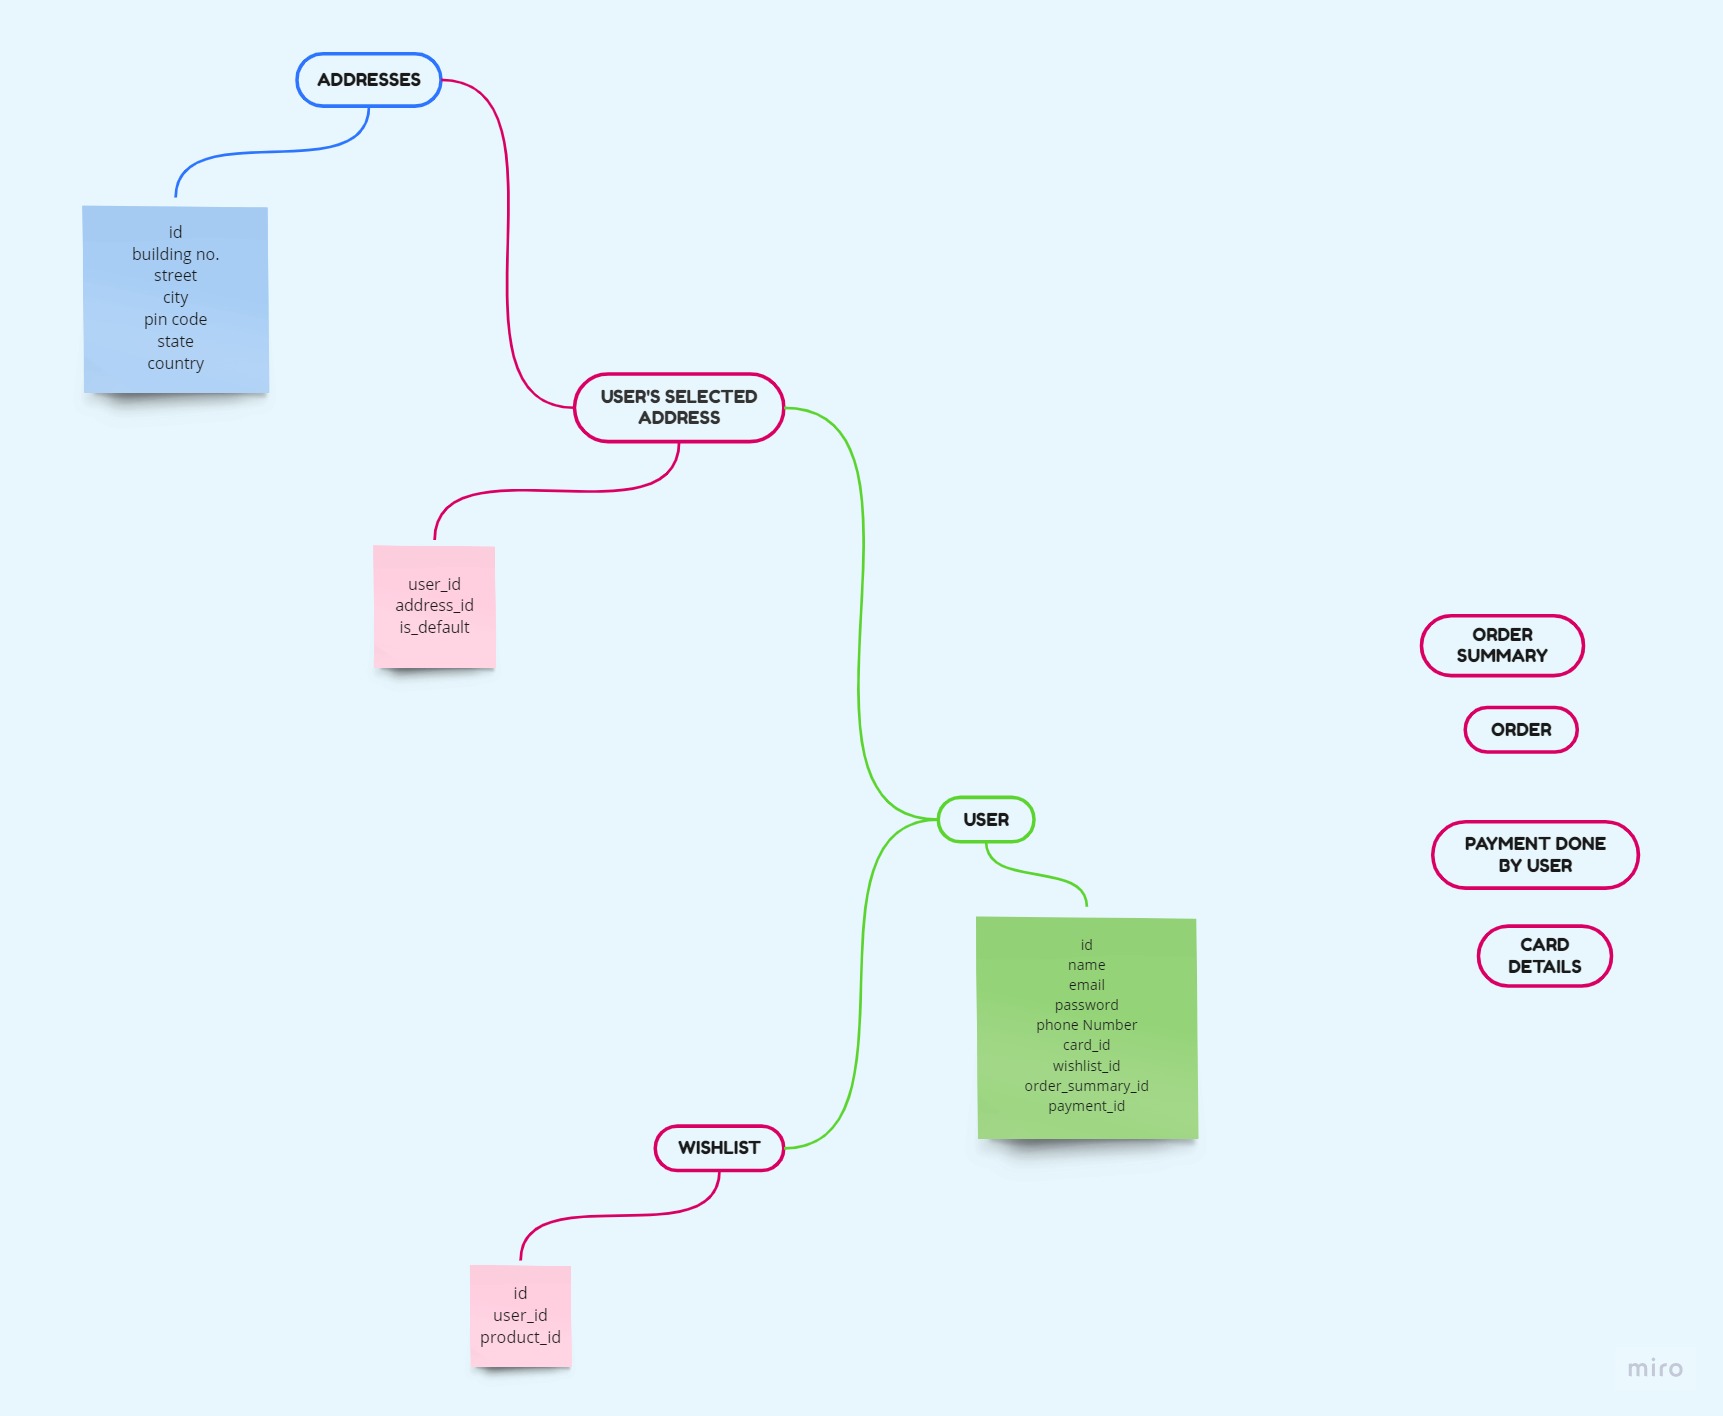 ADDRESSES
id
building no.
street
city
pin code
state
country
USER'S SELECTED
ADDRESS
user_id
address_id
is_default
ORDER
SUMMARY
ORDER
USER
PAYMENT DONE
BY USER
CARD
DETAILS
id
name
email
password
phone Number
card_id
wishlist_id
order_summary_id
payment_id
WISHLIST
id
user_id
product_id
miro